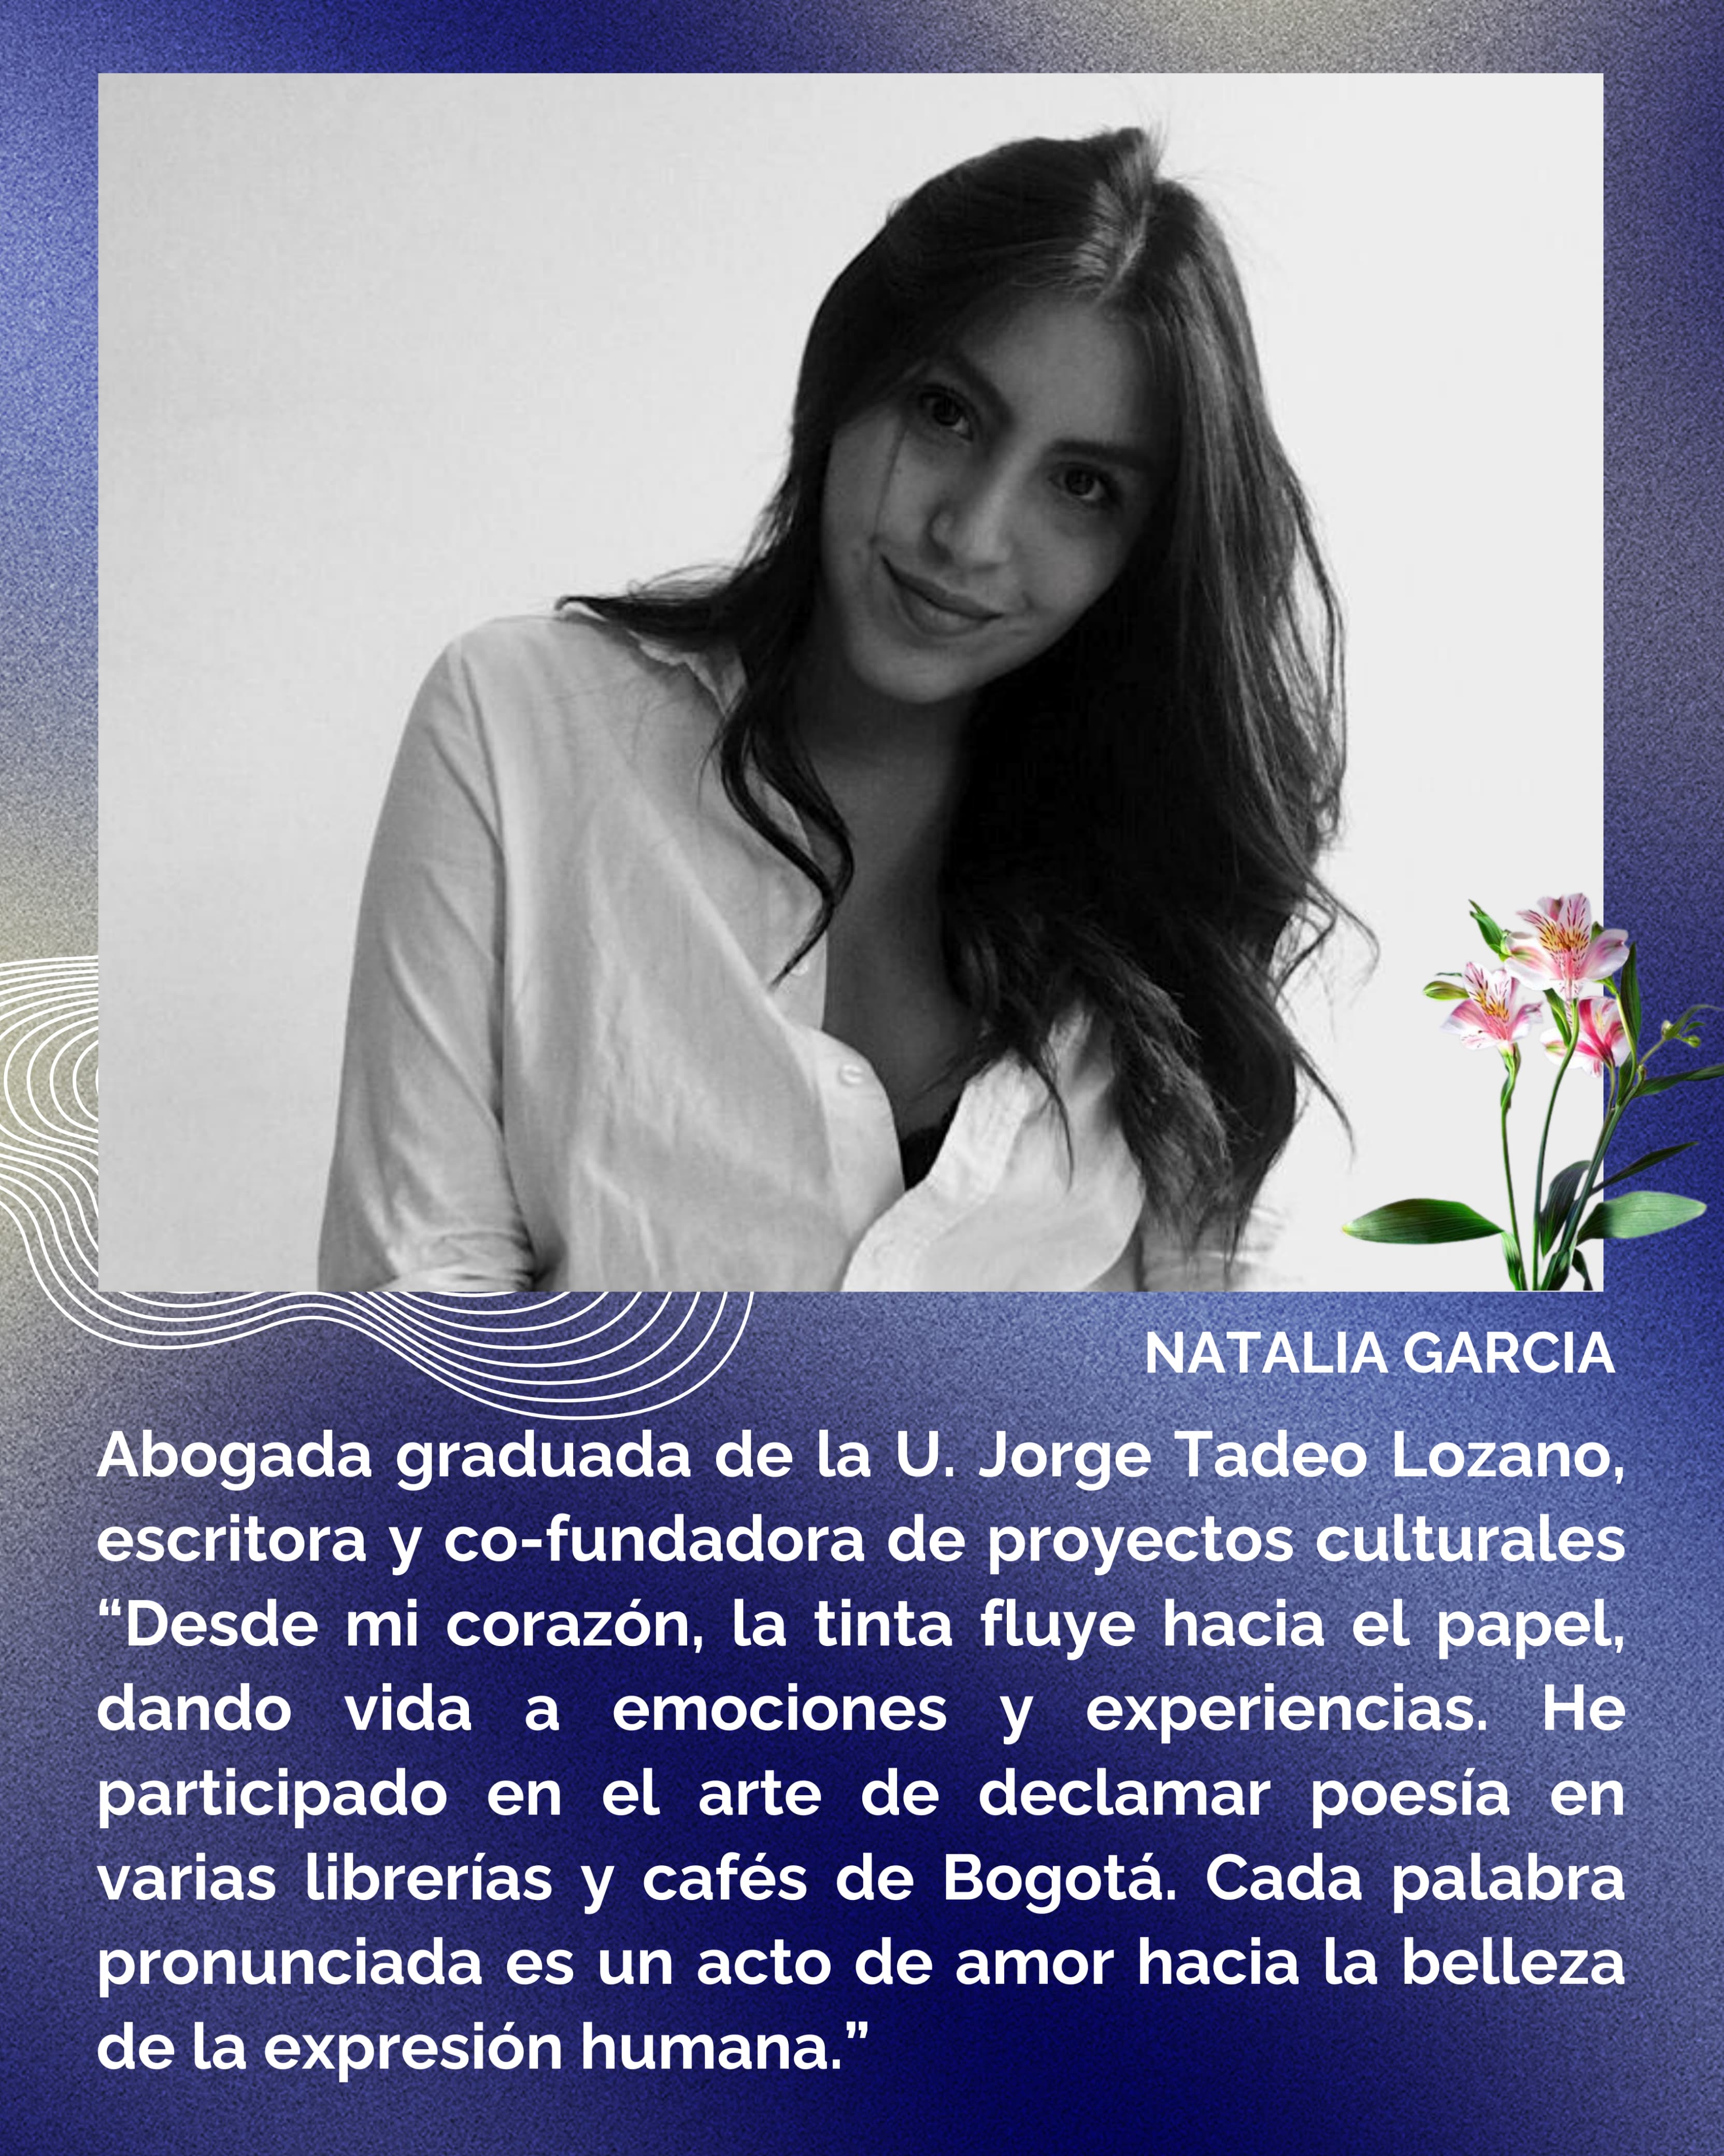 NATALIA GARCIA
Abogada graduada de la U. Jorge Tadeo Lozano,
escritora y co-fundadora de proyectos culturales
“Desde mi corazón, la tinta fluye hacia el papel,
dando vida a emociones y experiencias. He
participado en el arte de declamar poesía en
varias librerías y cafés de Bogotá. Cada palabra
pronunciada es un acto de amor hacia la belleza
de la expresión humana.”